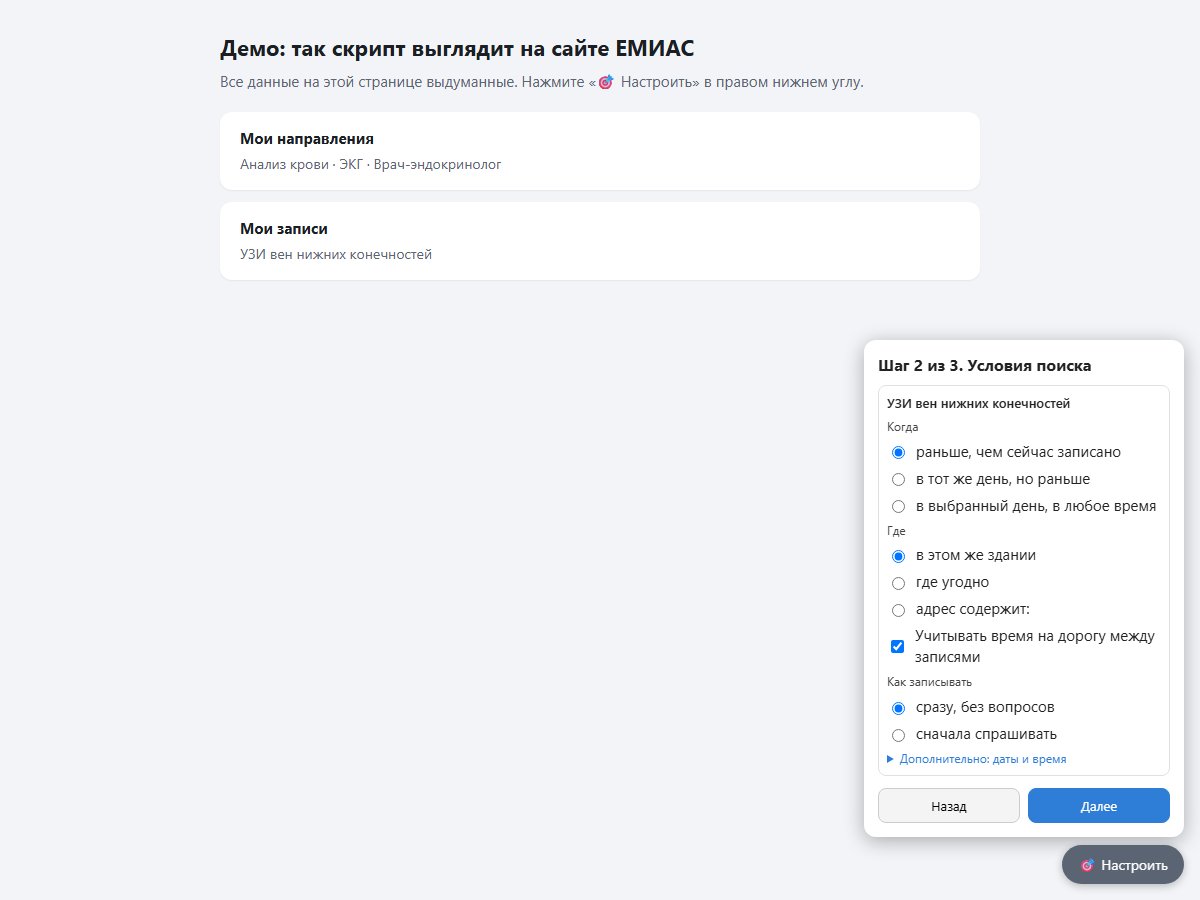 Демо: так скрипт выглядит на сайте ЕМИАС
Все данные на этой странице выдуманные. Нажмите «🎯 Настроить» в правом нижнем углу.
Мои направления
Анализ крови · ЭКГ · Врач-эндокринолог
Мои записи
УЗИ вен нижних конечностей
Шаг 2 из 3. Условия поиска
УЗИ вен нижних конечностей
Когда
раньше, чем сейчас записано
в тот же день, но раньше
в выбранный день, в любое время
Где
в этом же здании
где угодно
адрес содержит:
Учитывать время на дорогу между
записями
Как записывать
сразу, без вопросов
сначала спрашивать
Дополнительно: даты и время
Назад
Далее
🎯 Настроить